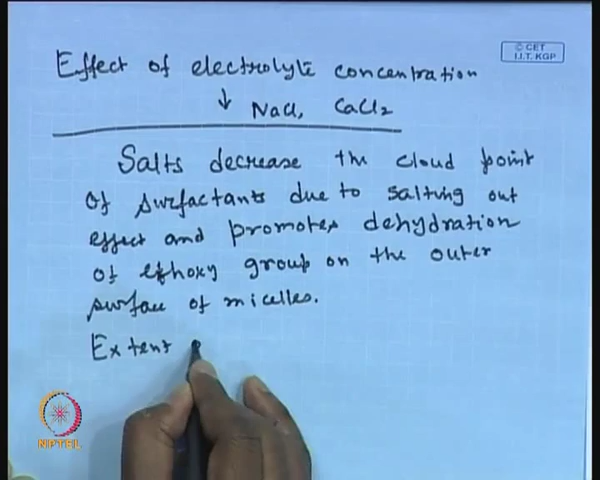 © CET
I.I.T. KGP
Effect of electrolyte concentration
↓ NaCl, CaCl2
Salts decrease the cloud point
of surfactants due to salting out
effect and promotes dehydration
of ethoxy group on the outer
surface of micelles.
Extent
NPTEL